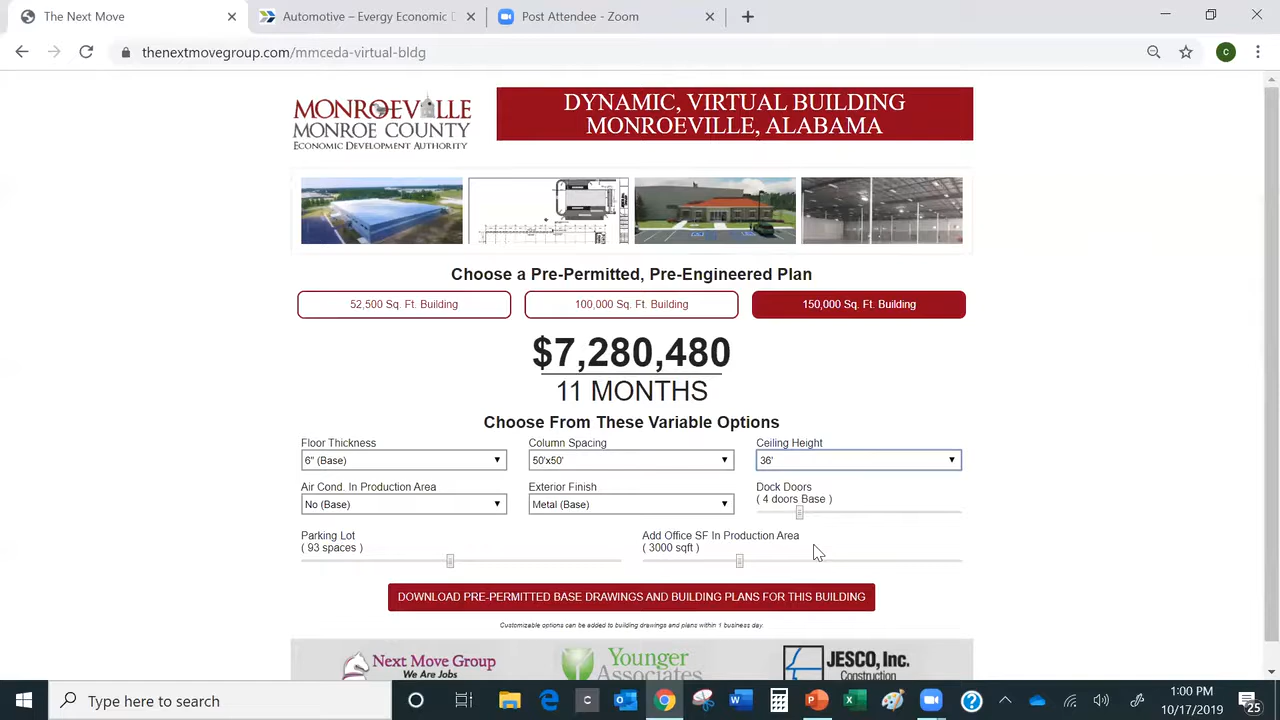 The Next Move
Automotive – Evergy Economic D
Post Attendee - Zoom
thenextmovegroup.com/mmceda-virtual-bldg
C
MONROEVILLE
MONROE COUNTY
ECONOMIC DEVELOPMENT AUTHORITY
DYNAMIC, VIRTUAL BUILDING
MONROEVILLE, ALABAMA
Choose a Pre-Permitted, Pre-Engineered Plan
52,500 Sq. Ft. Building
100,000 Sq. Ft. Building
150,000 Sq. Ft. Building
$7,280,480
11 MONTHS
Choose From These Variable Options
Floor Thickness
Column Spacing
Ceiling Height
6" (Base)
50'x50'
36'
Air Cond. In Production Area
Exterior Finish
Dock Doors
( 4 doors Base )
No (Base)
Metal (Base)
Parking Lot
( 93 spaces )
Add Office SF In Production Area
( 3000 sqft )
DOWNLOAD PRE-PERMITTED BASE DRAWINGS AND BUILDING PLANS FOR THIS BUILDING
Customizable options can be added to building drawings and plans within 1 business day.
Next Move Group
We Are Jobs
Younger
Associates
JESCO, Inc.
Construction
Type here to search
1:00 PM
10/17/2019
25